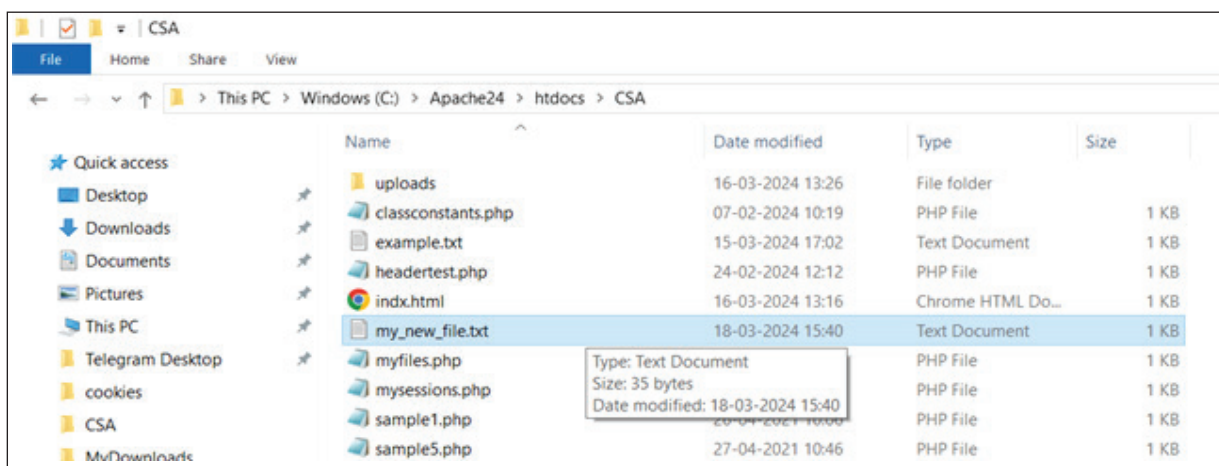 CSA
File Home Share View
This PC > Windows (C:) > Apache24 > htdocs > CSA
Name Date modified Type Size
Quick access
Desktop
Downloads
Documents
Pictures
This PC
Telegram Desktop
cookies
CSA
MyDownloads
uploads 16-03-2024 13:26 File folder
classconstants.php 07-02-2024 10:19 PHP File 1 KB
example.txt 15-03-2024 17:02 Text Document 1 KB
headertest.php 24-02-2024 12:12 PHP File 1 KB
indx.html 16-03-2024 13:16 Chrome HTML Do... 1 KB
my_new_file.txt 18-03-2024 15:40 Text Document 1 KB
myfiles.php PHP File 1 KB
mysessions.php PHP File 1 KB
sample1.php PHP File 1 KB
sample5.php 27-04-2021 10:46 PHP File 1 KB
Type: Text Document
Size: 35 bytes
Date modified: 18-03-2024 15:40